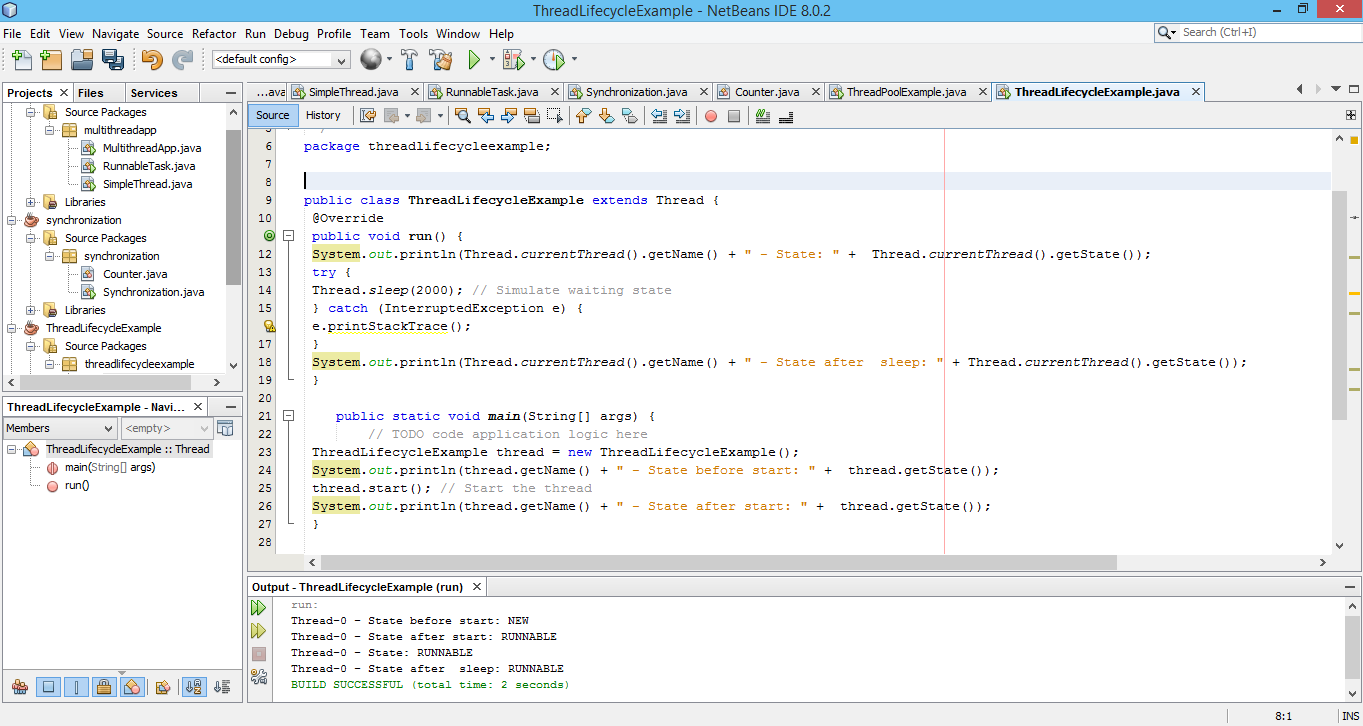 ThreadLifecycleExample - NetBeans IDE 8.0.2
File Edit View Navigate Source Refactor Run Debug Profile Team Tools Window Help
Search (Ctrl+I)
<default config>
Projects Files Services
Source Packages
multithreadapp
MultithreadApp.java
RunnableTask.java
SimpleThread.java
Libraries
synchronization
Source Packages
synchronization
Counter.java
Synchronization.java
Libraries
ThreadLifecycleExample
Source Packages
threadlifecycleexample
ThreadLifecycleExample - Navi...
Members <empty>
ThreadLifecycleExample :: Thread
main(String[] args)
run()
...ava SimpleThread.java RunnableTask.java Synchronization.java Counter.java ThreadPoolExample.java ThreadLifecycleExample.java
Source History
5 */
6 package threadlifecycleexample;
7
8
9 public class ThreadLifecycleExample extends Thread {
10 @Override
public void run() {
12 System.out.println(Thread.currentThread().getName() + " - State: " +  Thread.currentThread().getState());
13 try {
14 Thread.sleep(2000); // Simulate waiting state
15 } catch (InterruptedException e) {
e.printStackTrace();
17 }
18 System.out.println(Thread.currentThread().getName() + " - State after  sleep: " + Thread.currentThread().getState());
19 }
20
21 public static void main(String[] args) {
22 // TODO code application logic here
23 ThreadLifecycleExample thread = new ThreadLifecycleExample();
24 System.out.println(thread.getName() + " - State before start: " +  thread.getState());
25 thread.start(); // Start the thread
26 System.out.println(thread.getName() + " - State after start: " +  thread.getState());
27 }
28
Output - ThreadLifecycleExample (run)
run:
Thread-0 - State before start: NEW
Thread-0 - State after start: RUNNABLE
Thread-0 - State: RUNNABLE
Thread-0 - State after  sleep: RUNNABLE
BUILD SUCCESSFUL (total time: 2 seconds)
8:1 INS